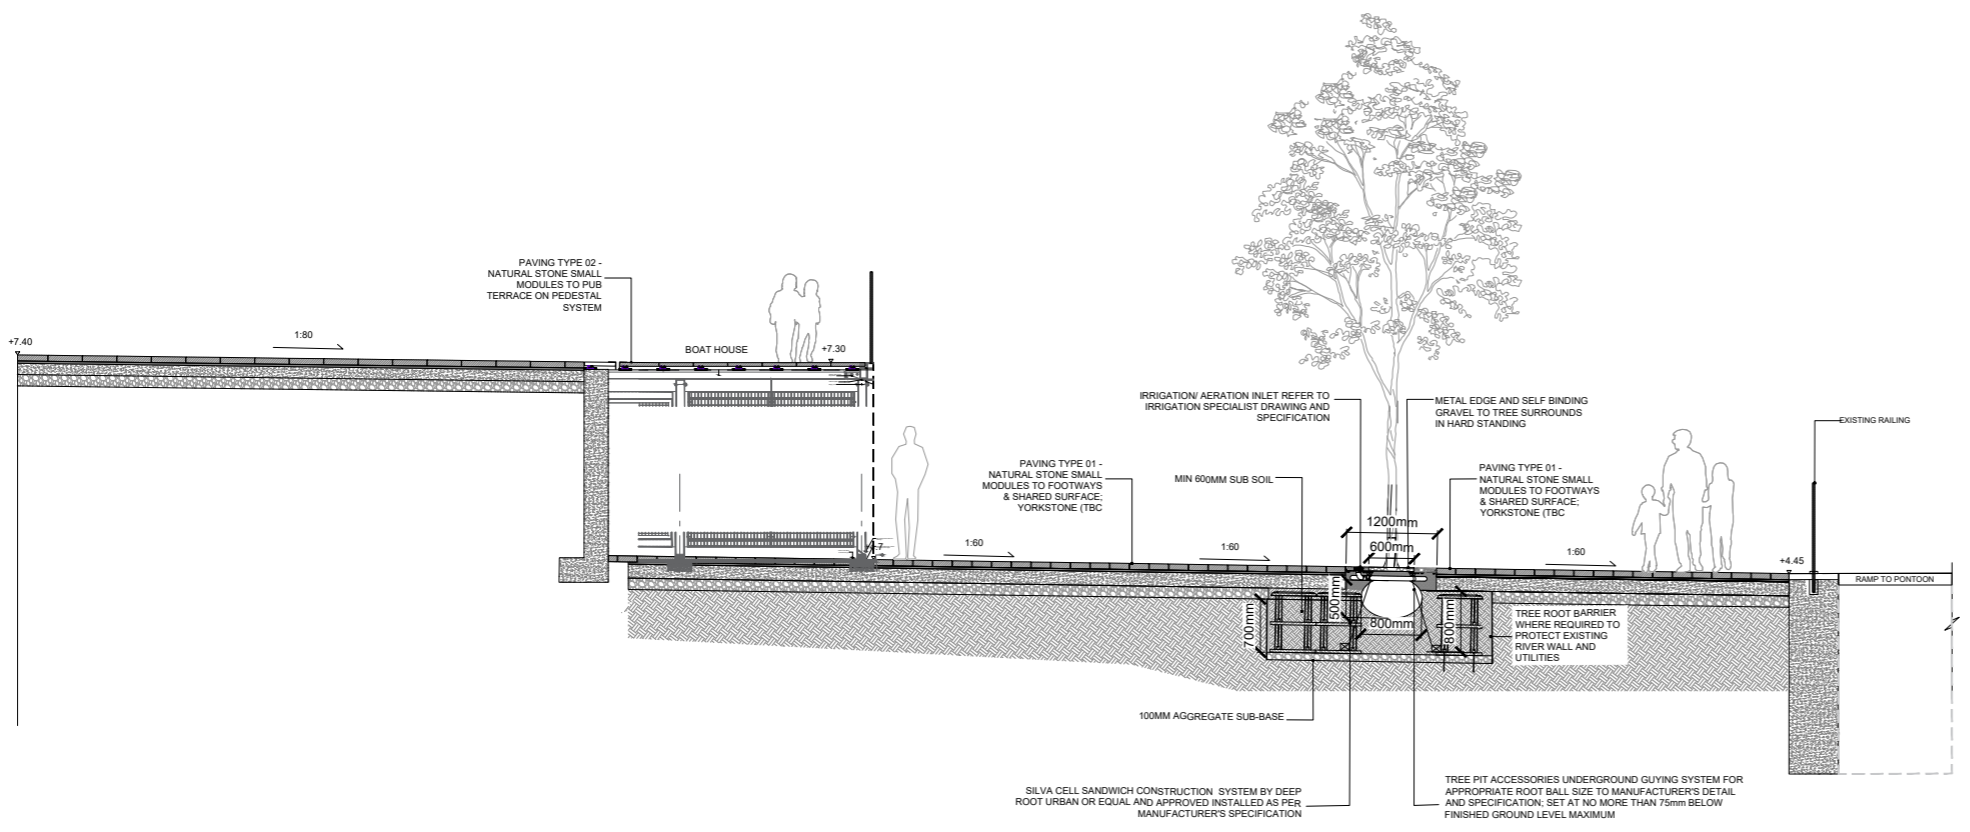 PAVING TYPE 02 -
NATURAL STONE SMALL
MODULES TO PUB
TERRACE ON PEDESTAL
SYSTEM
+7.40
1:80
BOAT HOUSE
+7.30
IRRIGATION/ AERATION INLET REFER TO
IRRIGATION SPECIALIST DRAWING AND
SPECIFICATION
METAL EDGE AND SELF BINDING
GRAVEL TO TREE SURROUNDS
IN HARD STANDING
EXISTING RAILING
PAVING TYPE 01 -
NATURAL STONE SMALL
MODULES TO FOOTWAYS
& SHARED SURFACE;
YORKSTONE (TBC
MIN 600MM SUB SOIL
PAVING TYPE 01 -
NATURAL STONE SMALL
MODULES TO FOOTWAYS
& SHARED SURFACE;
YORKSTONE (TBC
1200mm
600mm
1:60
1:60
1:60
+4.45
RAMP TO PONTOON
500mm
700mm
800mm
800mm
TREE ROOT BARRIER
WHERE REQUIRED TO
PROTECT EXISTING
RIVER WALL AND
UTILITIES
100MM AGGREGATE SUB-BASE
SILVA CELL SANDWICH CONSTRUCTION SYSTEM BY DEEP
ROOT URBAN OR EQUAL AND APPROVED INSTALLED AS PER
MANUFACTURER'S SPECIFICATION
TREE PIT ACCESSORIES UNDERGROUND GUYING SYSTEM FOR
APPROPRIATE ROOT BALL SIZE TO MANUFACTURER'S DETAIL
AND SPECIFICATION; SET AT NO MORE THAN 75mm BELOW
FINISHED GROUND LEVEL MAXIMUM